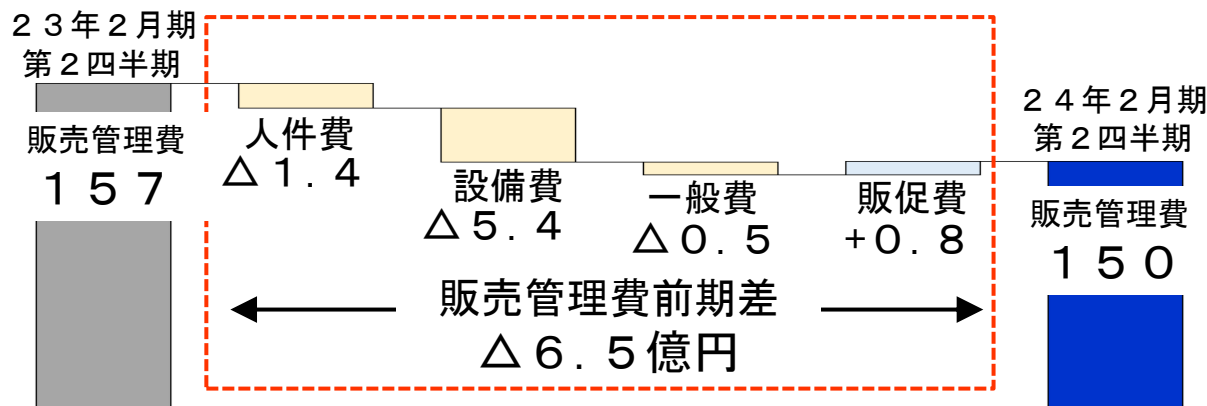 ２３年２月期
第２四半期
販売管理費
１５７
人件費
△１.４
設備費
△５.４
一般費
△０.５
販促費
+０.８
販売管理費前期差
△６.５億円
２４年２月期
第２四半期
販売管理費
１５０